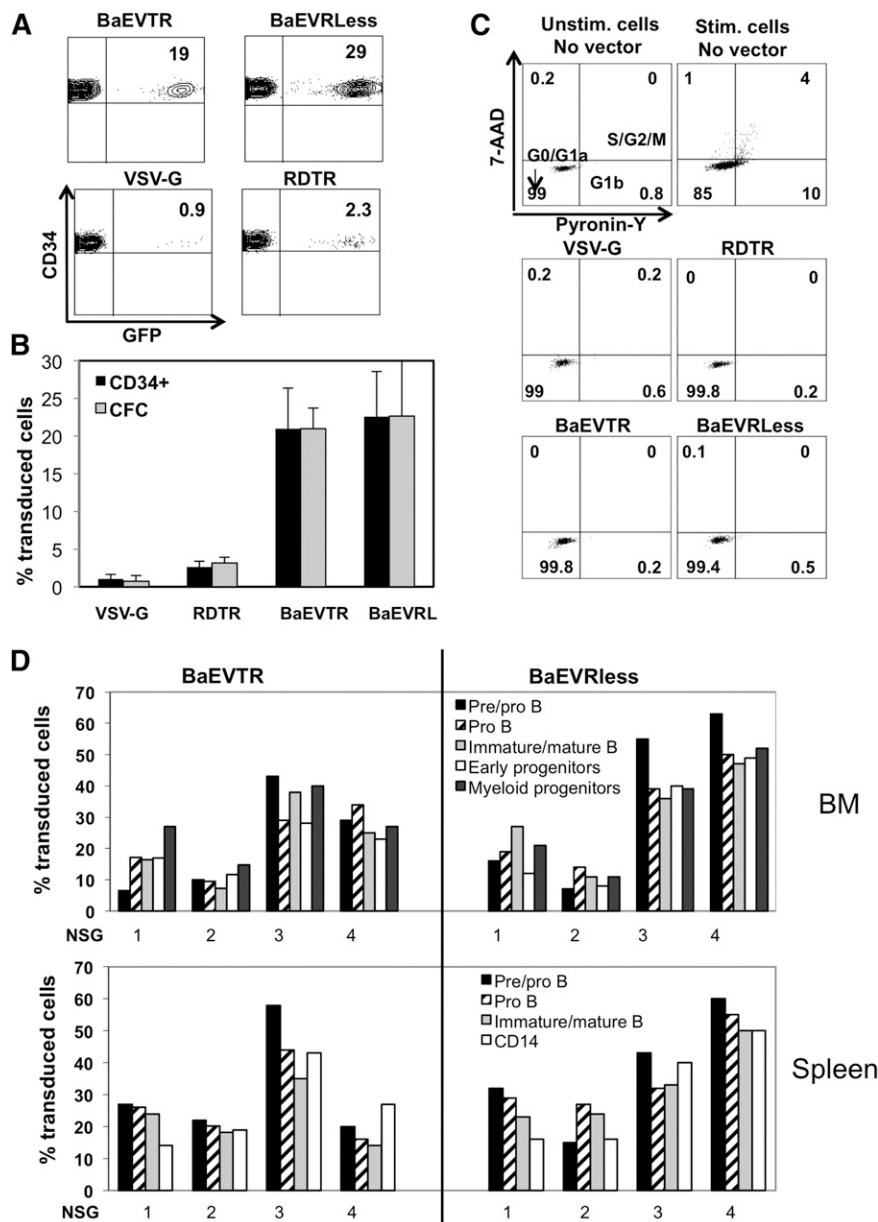 A
BaEVTR
BaEVRLess
19
29
VSV-G
RDTR
0.9
2.3
CD34
GFP
B
30
25
20
15
10
5
0
% transduced cells
CD34+
CFC
VSV-G
RDTR
BaEVTR
BaEVRL
C
Unstim. cells
No vector
Stim. cells
No vector
0.2
0
1
4
7-AAD
S/G2/M
G0/G1a
G1b
99
0.8
85
10
Pyronin-Y
VSV-G
RDTR
0.2
0.2
0
0
99
0.6
99.8
0.2
BaEVTR
BaEVRLess
0
0
0.1
0
99.8
0.2
99.4
0.5
D
BaEVTR
BaEVRless
70
60
50
40
30
20
10
0
% transduced cells
Pre/pro B
Pro B
Immature/mature B
Early progenitors
Myeloid progenitors
BM
NSG 1 2 3 4 1 2 3 4
70
60
50
40
30
20
10
0
% transduced cells
Pre/pro B
Pro B
Immature/mature B
CD14
Spleen
NSG 1 2 3 4 1 2 3 4